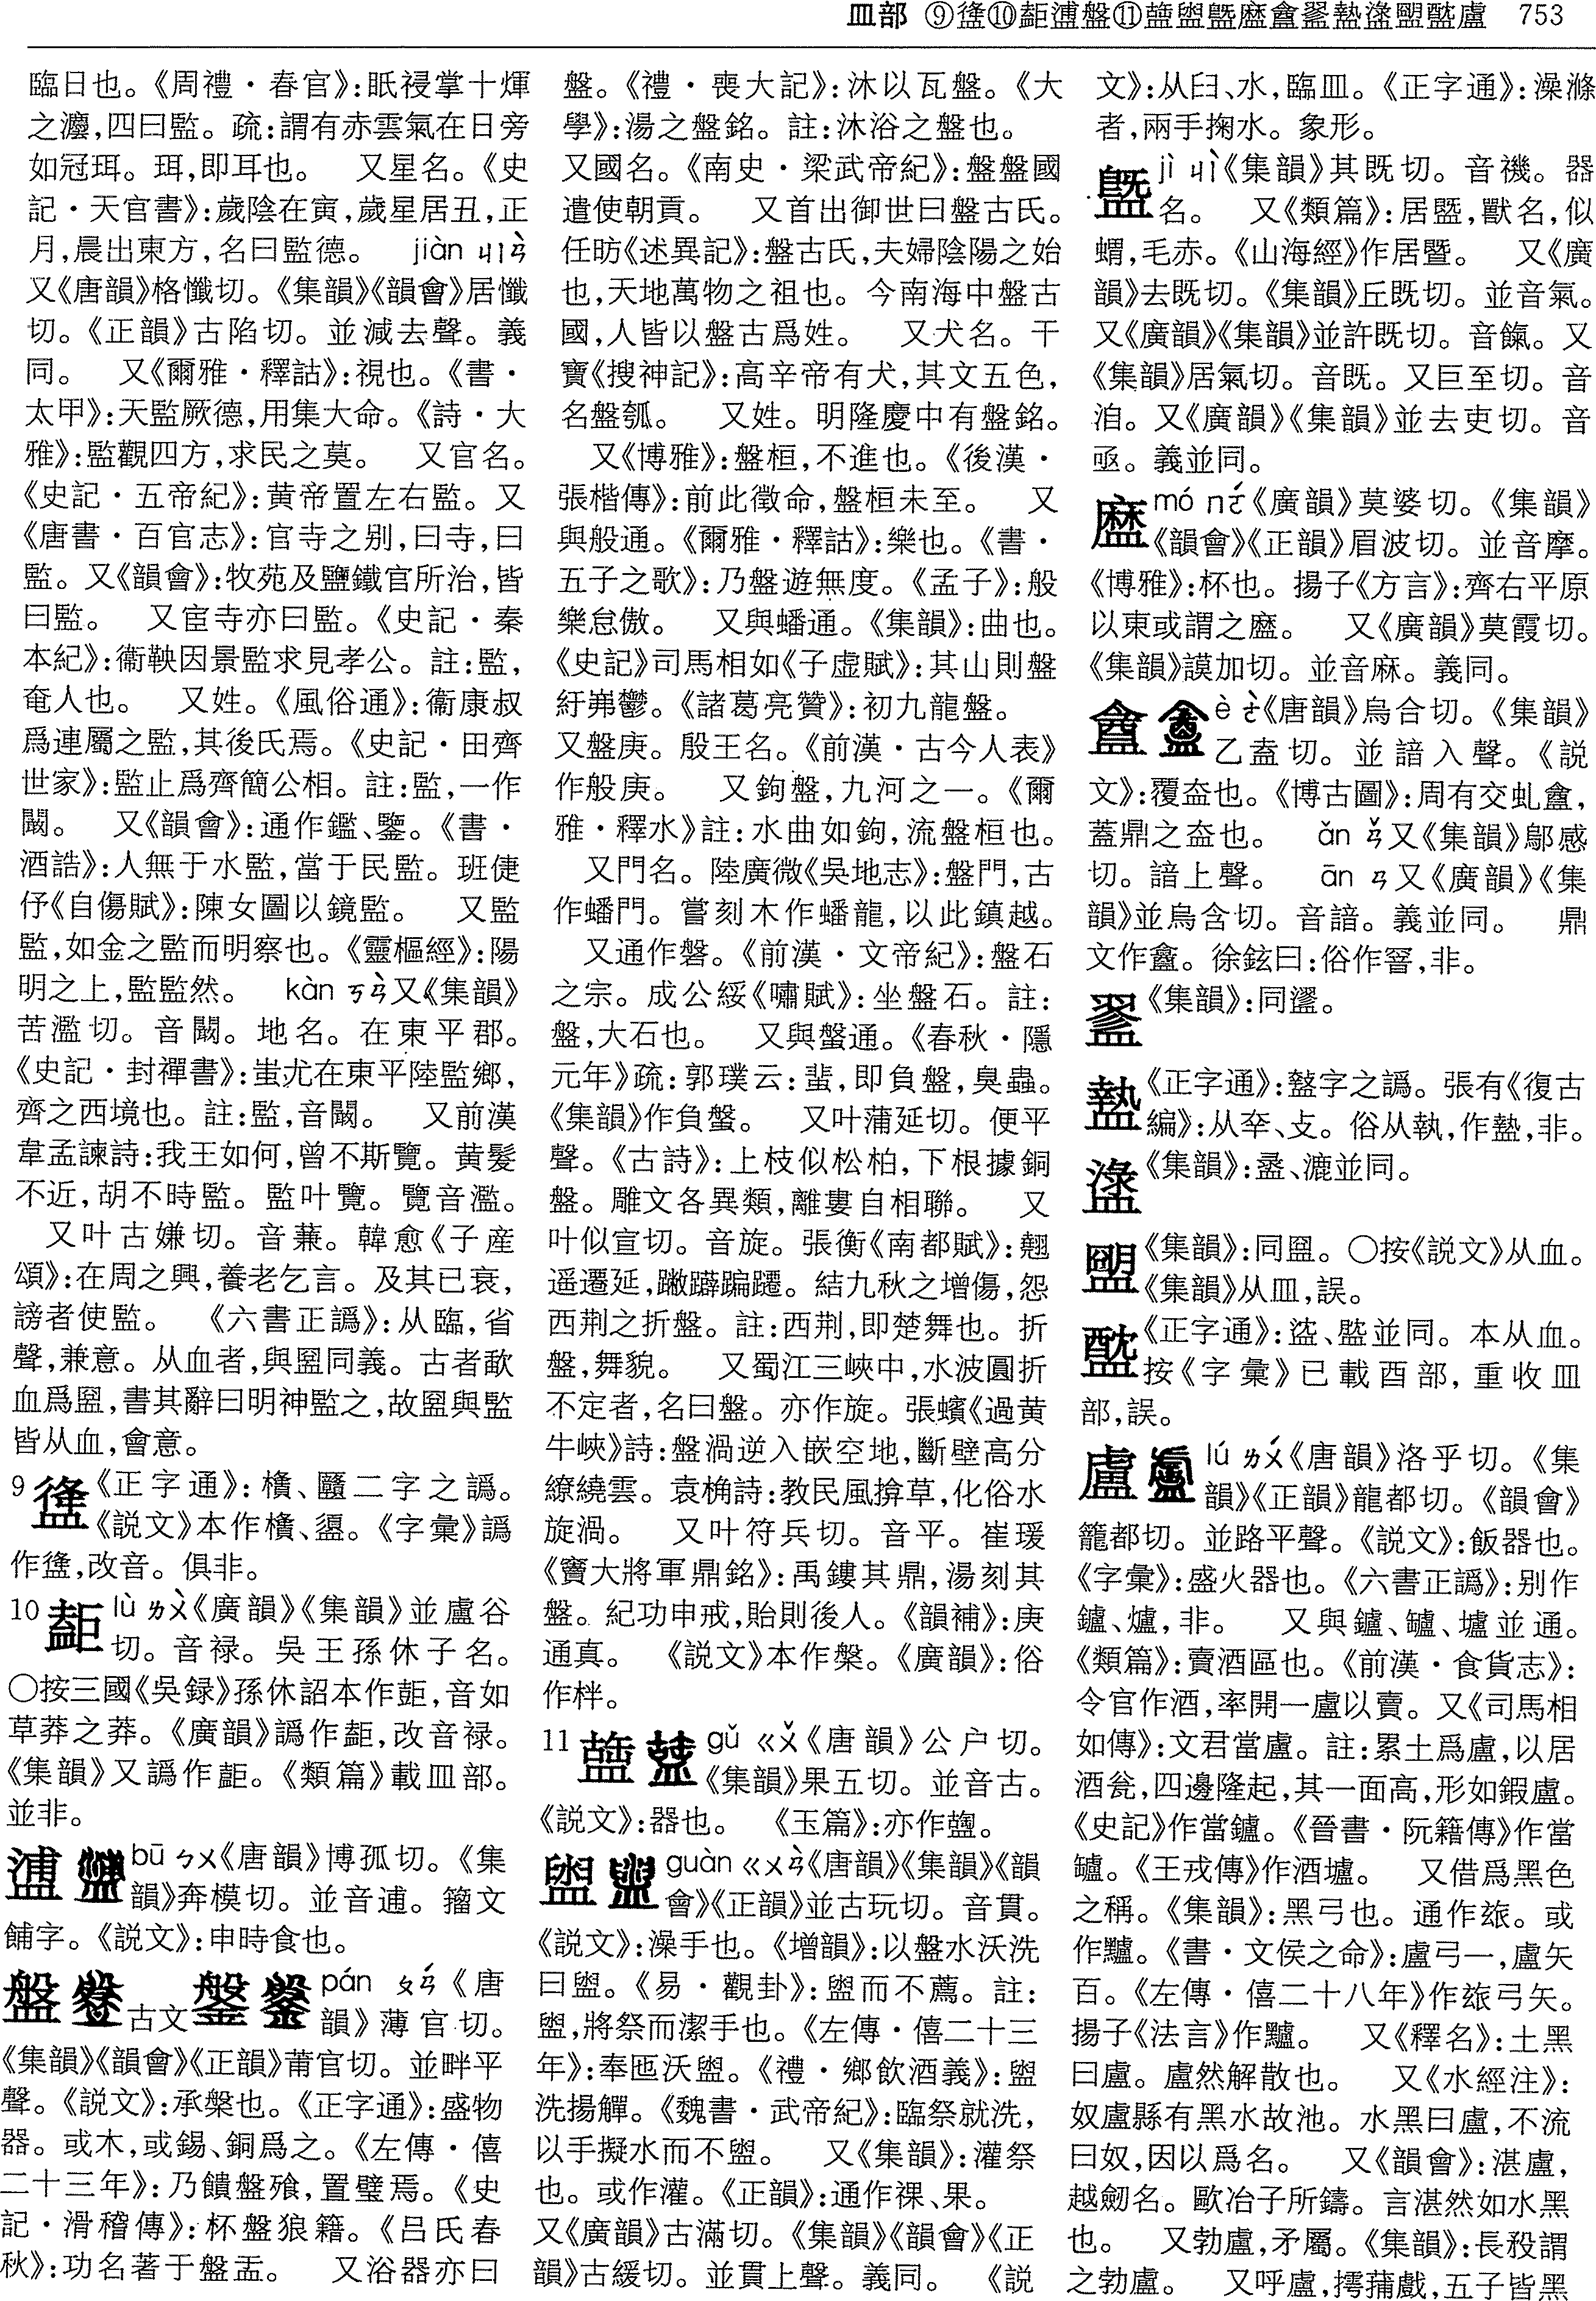 皿部 ⑨⑩盤⑪盬盥盦盩盧 753
臨日也。《周禮·春官》:眡祲掌十煇
之灋,四曰監。疏:謂有赤雲氣在日旁
如冠珥。珥,即耳也。 又星名。《史
記·天官書》:歲陰在寅,歲星居丑,正
月,晨出東方,名曰監德。 jiàn ㄐㄧㄢˋ
又《唐韻》格懺切。《集韻》《韻會》居懺
切。《正韻》古陷切。並減去聲。義
同。 又《爾雅·釋詁》:視也。《書·
太甲》:天監厥德,用集大命。《詩·大
雅》:監觀四方,求民之莫。 又官名。
《史記·五帝紀》:黄帝置左右監。又
《唐書·百官志》:官寺之别,曰寺,曰
監。又《韻會》:牧苑及鹽鐵官所治,皆
曰監。 又宦寺亦曰監。《史記·秦
本紀》:衞鞅因景監求見孝公。註:監,
奄人也。 又姓。《風俗通》:衞康叔
爲連屬之監,其後氏焉。《史記·田齊
世家》:監止爲齊簡公相。註:監,一作
闞。 又《韻會》:通作鑑、鑒。《書·
酒誥》:人無于水監,當于民監。班倢
伃《自傷賦》:陳女圖以鏡監。 又監
監,如金之監而明察也。《靈樞經》:陽
明之上,監監然。 kàn ㄎㄢˋ又《集韻》
苦濫切。音闞。地名。在東平郡。
《史記·封禪書》:蚩尤在東平陸監鄉,
齊之西境也。註:監,音闞。 又前漢
韋孟諫詩:我王如何,曾不斯覽。黄髮
不近,胡不時監。監叶覽。覽音濫。
又叶古嫌切。音蒹。韓愈《子産
頌》:在周之興,養老乞言。及其已衰,
謗者使監。 《六書正譌》:从臨,省
聲,兼意。从血者,與盟同義。古者歃
血爲盟,書其辭曰明神監之,故盟與監
皆从血,會意。
9 《正字通》:二字之譌。
《説文》本作。《字彙》譌
作,改音。俱非。
10 lù ㄌㄨˋ《廣韻》《集韻》並盧谷
切。音禄。吳王孫休子名。
〇按三國《吳録》孫休詔本作,音如
草莽之莽。《廣韻》譌作,改音禄。
《集韻》又譌作。《類篇》載皿部。
並非。
bū ㄅㄨ《唐韻》博孤切。《集
韻》奔模切。並音逋。籀文
餔字。《説文》:申時食也。
盤 古文 pán ㄆㄢˊ《唐
韻》薄官切。
《集韻》《韻會》《正韻》蒲官切。並畔平
聲。《説文》:承槃也。《正字通》:盛物
器。或木,或錫、銅爲之。《左傳·僖
二十三年》:乃饋盤飱,置璧焉。《史
記·滑稽傳》:杯盤狼籍。《吕氏春
秋》:功名著于盤盂。 又浴器亦曰
盤。《禮·喪大記》:沐以瓦盤。《大
學》:湯之盤銘。註:沐浴之盤也。
又國名。《南史·梁武帝紀》:盤盤國
遣使朝貢。 又首出御世曰盤古氏。
任昉《述異記》:盤古氏,夫婦陰陽之始
也,天地萬物之祖也。今南海中盤古
國,人皆以盤古爲姓。 又犬名。干
寶《搜神記》:高辛帝有犬,其文五色,
名盤瓠。 又姓。明隆慶中有盤銘。
又《博雅》:盤桓,不進也。《後漢·
張楷傳》:前此徵命,盤桓未至。 又
與般通。《爾雅·釋詁》:樂也。《書·
五子之歌》:乃盤遊無度。《孟子》:般
樂怠傲。 又與蟠通。《集韻》:曲也。
《史記》司馬相如《子虚賦》:其山則盤
紆岪鬱。《諸葛亮贊》:初九龍盤。
又盤庚。殷王名。《前漢·古今人表》
作般庚。 又鉤盤,九河之一。《爾
雅·釋水》註:水曲如鉤,流盤桓也。
又門名。陸廣微《吳地志》:盤門,古
作蟠門。嘗刻木作蟠龍,以此鎮越。
又通作磐。《前漢·文帝紀》:盤石
之宗。成公綏《嘯賦》:坐盤石。註:
盤,大石也。 又與螌通。《春秋·隱
元年》疏:郭璞云:蜚,即負盤,臭蟲。
《集韻》作負螌。 又叶蒲延切。便平
聲。《古詩》:上枝似松柏,下根據銅
盤。雕文各異類,離婁自相聯。 又
叶似宣切。音旋。張衡《南都賦》:翹
遥遷延,蹴躃蹁躚。結九秋之增傷,怨
西荆之折盤。註:西荆,即楚舞也。折
盤,舞貌。 又蜀江三峽中,水波圓折
不定者,名曰盤。亦作旋。張蠙《過黄
牛峽》詩:盤渦逆入嵌空地,斷壁高分
繚繞雲。袁桷詩:教民風揜草,化俗水
旋渦。 又叶符兵切。音平。崔瑗
《竇大將軍鼎銘》:禹鏤其鼎,湯刻其
盤。紀功申戒,貽則後人。《韻補》:庚
通真。 《説文》本作槃。《廣韻》:俗
作柈。
11 gǔ ㄍㄨˇ《唐韻》公户切。
《集韻》果五切。並音古。
《説文》:器也。 《玉篇》:亦作。
盥 guàn ㄍㄨㄢˋ《唐韻》《集韻》《韻
會》《正韻》並古玩切。音貫。
《説文》:澡手也。《增韻》:以盤水沃洗
曰盥。《易·觀卦》:盥而不薦。註:
盥,將祭而潔手也。《左傳·僖二十三
年》:奉匜沃盥。《禮·鄉飲酒義》:盥
洗揚觶。《魏書·武帝紀》:臨祭就洗,
以手擬水而不盥。 又《集韻》:灌祭
也。或作灌。《正韻》:通作祼、果。
又《廣韻》古滿切。《集韻》《韻會》《正
韻》古緩切。並貫上聲。義同。 《説
文》:从臼、水,臨皿。《正字通》:澡滌
者,兩手掬水。象形。
jì ㄐㄧˋ《集韻》其既切。音禨。器
名。 又《類篇》:居,獸名,似
蝟,毛赤。《山海經》作居暨。 又《廣
韻》去既切。《集韻》丘既切。並音氣。
又《廣韻》《集韻》並許既切。音餼。又
《集韻》居氣切。音既。又巨至切。音
洎。又《廣韻》《集韻》並去吏切。音
亟。義並同。
mó ㄇㄛˊ《廣韻》莫婆切。《集韻》
《韻會》《正韻》眉波切。並音摩。
《博雅》:杯也。揚子《方言》:齊右平原
以東或謂之。 又《廣韻》莫霞切。
《集韻》謨加切。並音麻。義同。
盦 è ㄜˋ《唐韻》烏合切。《集韻》
乙盍切。並諳入聲。《説
文》:覆盇也。《博古圖》:周有交虬盦,
蓋鼎之盇也。 ǎn ㄢˇ又《集韻》鄔感
切。諳上聲。 ān ㄢ又《廣韻》《集
韻》並烏含切。音諳。義並同。 鼎
文作。徐鉉曰:俗作,非。
《集韻》:同。
《正字通》:盩字之譌。張有《復古
編》:从㚔、攴。俗从執,作,非。
《集韻》:盝、漉並同。
《集韻》:同盟。〇按《説文》从血。
《集韻》从皿,誤。
《正字通》:並同。本从血。
按《字彙》已載酉部,重收皿
部,誤。
盧 lú ㄌㄨˊ《唐韻》洛乎切。《集
韻》《正韻》龍都切。《韻會》
籠都切。並路平聲。《説文》:飯器也。
《字彙》:盛火器也。《六書正譌》:别作
鑪、爐,非。 又與鑪、罏、壚並通。
《類篇》:賣酒區也。《前漢·食貨志》:
令官作酒,率開一盧以賣。又《司馬相
如傳》:文君當盧。註:累土爲盧,以居
酒瓮,四邊隆起,其一面高,形如鍜盧。
《史記》作當鑪。《晉書·阮籍傳》作當
罏。《王戎傳》作酒壚。 又借爲黑色
之稱。《集韻》:黑弓也。通作玈。或
作黸。《書·文侯之命》:盧弓一,盧矢
百。《左傳·僖二十八年》作玈弓矢。
揚子《法言》作黸。 又《釋名》:土黑
曰盧。盧然解散也。 又《水經注》:
奴盧縣有黑水故池。水黑曰盧,不流
曰奴,因以爲名。 又《韻會》:湛盧,
越劒名。歐冶子所鑄。言湛然如水黑
也。 又勃盧,矛屬。《集韻》:長殺謂
之勃盧。 又呼盧,摴蒱戲,五子皆黑